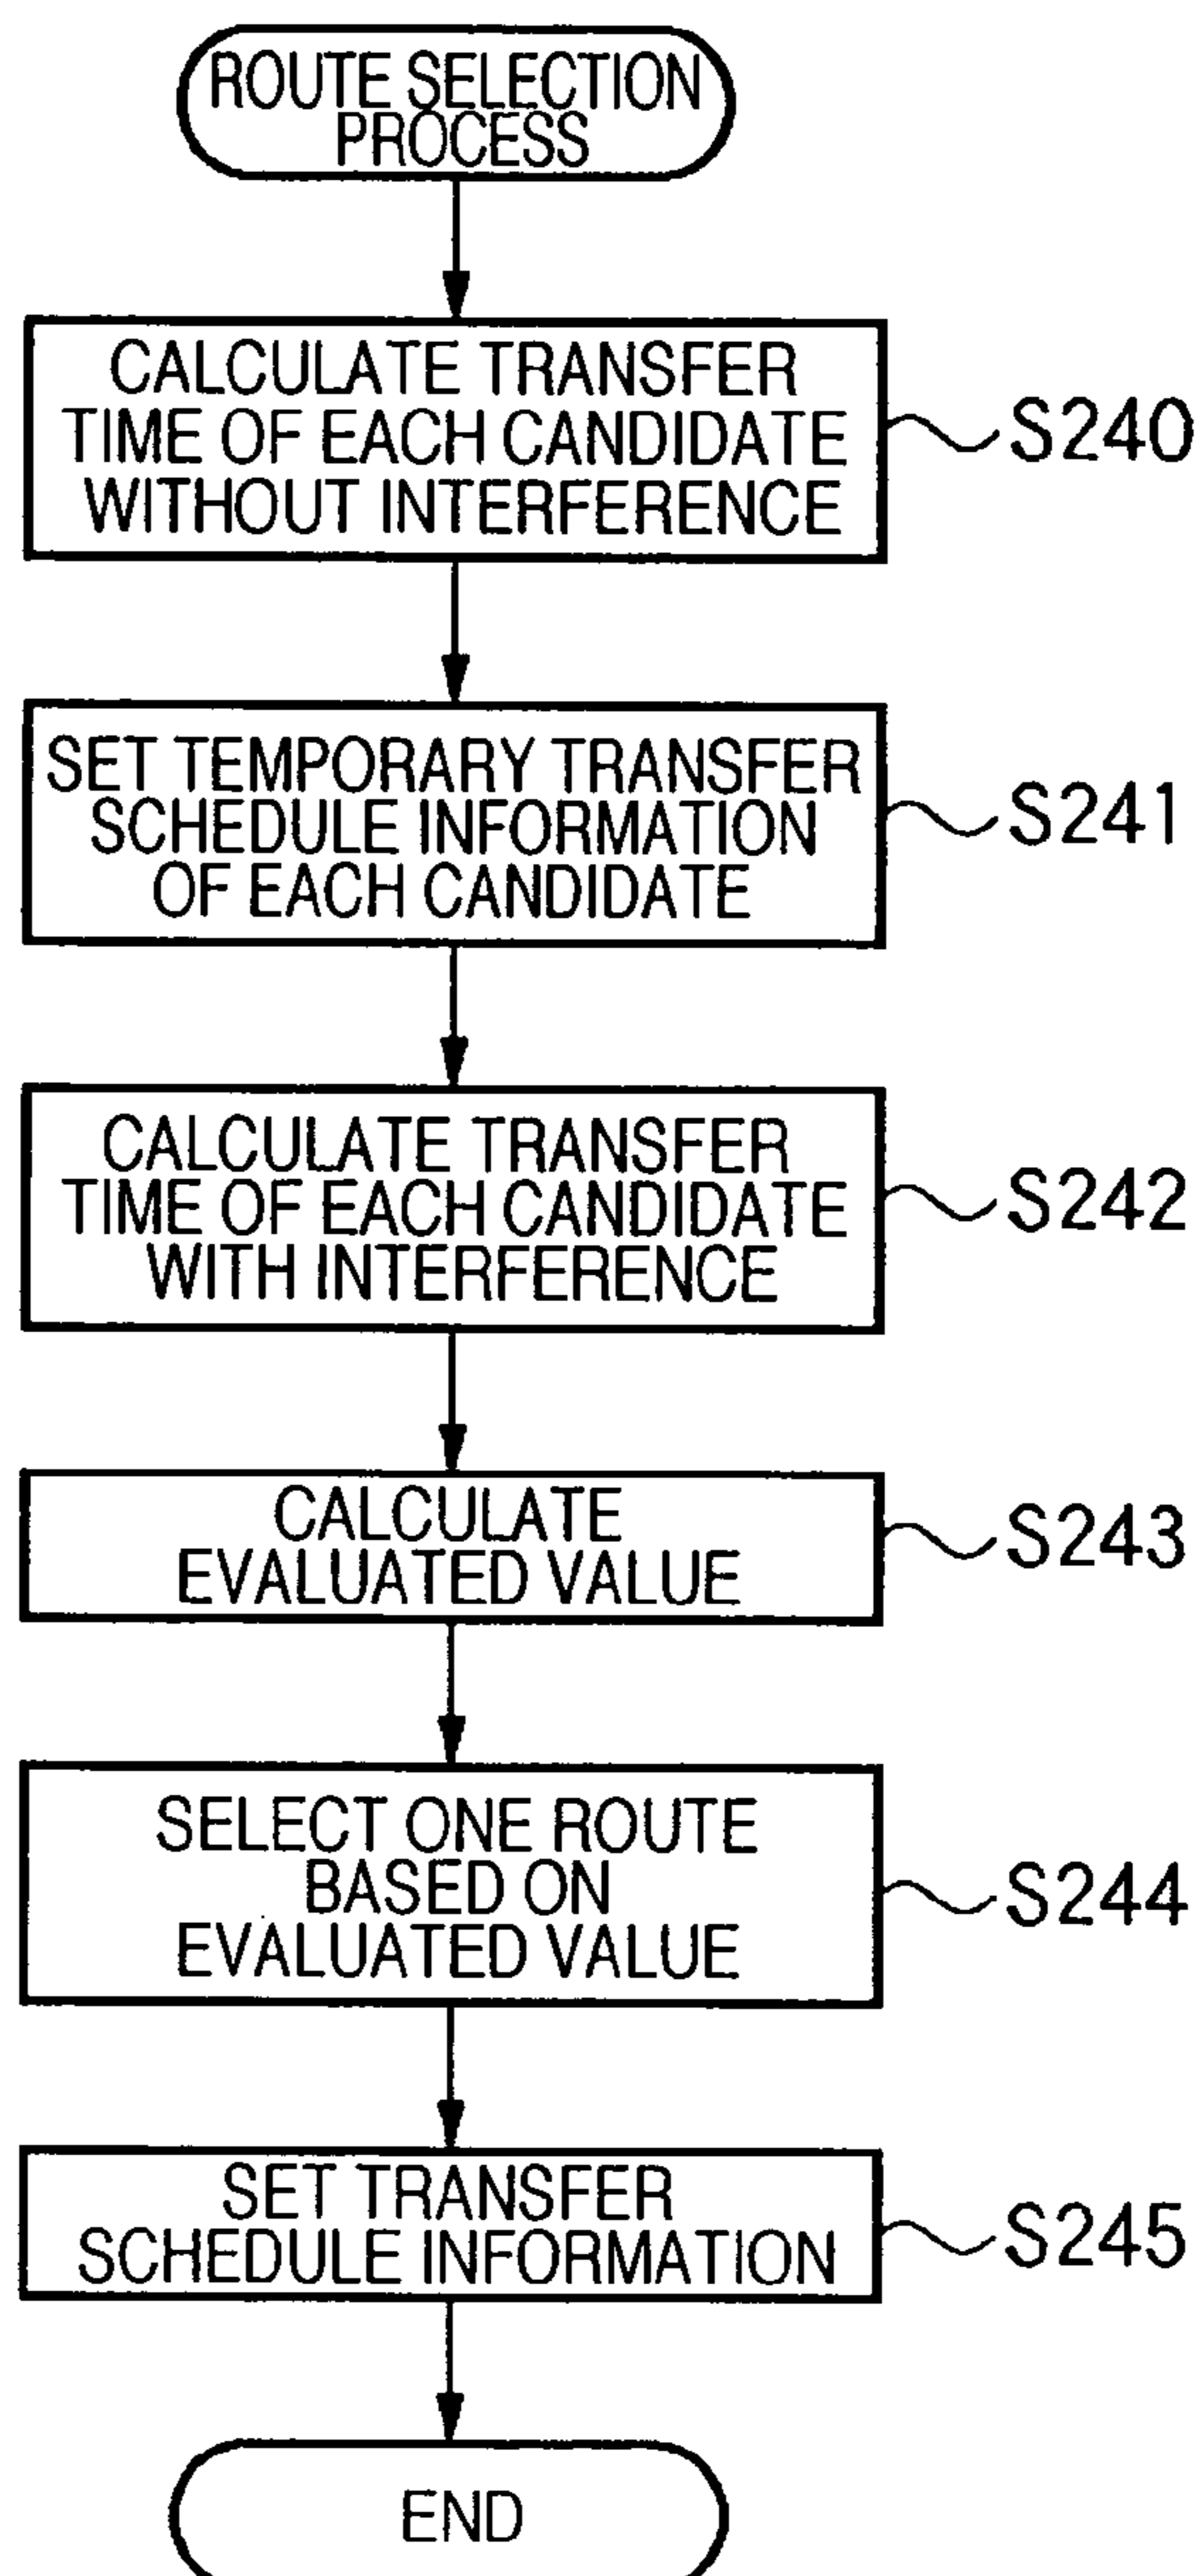 ROUTE SELECTION
PROCESS
CALCULATE TRANSFER
TIME OF EACH CANDIDATE
WITHOUT INTERFERENCE
S240
SET TEMPORARY TRANSFER
SCHEDULE INFORMATION
OF EACH CANDIDATE
S241
CALCULATE TRANSFER
TIME OF EACH CANDIDATE
WITH INTERFERENCE
S242
CALCULATE
EVALUATED VALUE
S243
SELECT ONE ROUTE
BASED ON
EVALUATED VALUE
S244
SET TRANSFER
SCHEDULE INFORMATION
S245
END